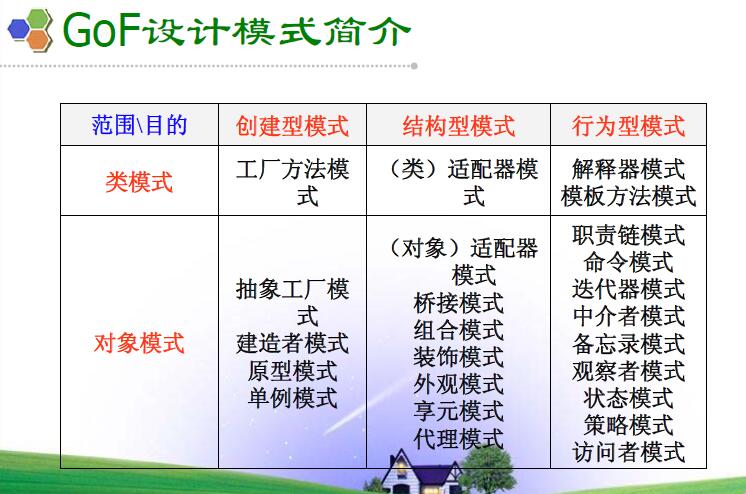 GoF设计模式简介
范围\目的 创建型模式 结构型模式 行为型模式
类模式
工厂方法模
式
（类）适配器模
式
解释器模式
模板方法模式
对象模式
抽象工厂模
式
建造者模式
原型模式
单例模式
（对象）适配器
模式
桥接模式
组合模式
装饰模式
外观模式
享元模式
代理模式
职责链模式
命令模式
迭代器模式
中介者模式
备忘录模式
观察者模式
状态模式
策略模式
访问者模式